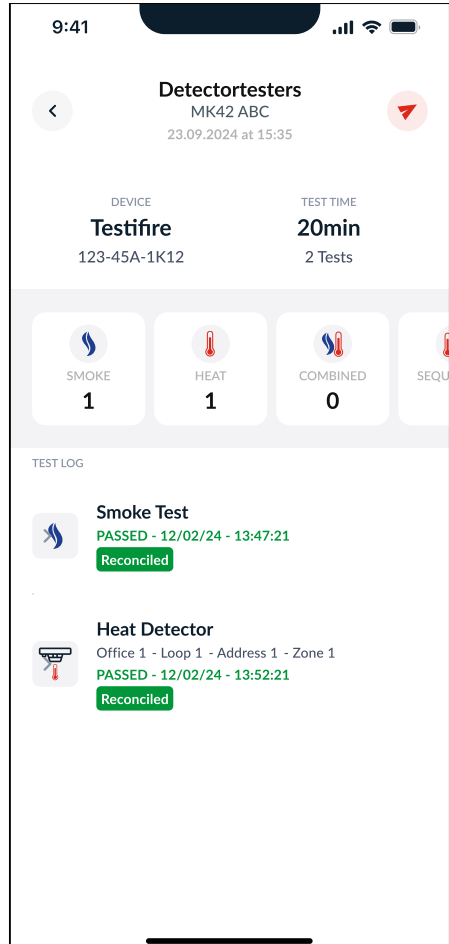 9:41
Detectortesters
MK42 ABC
23.09.2024 at 15:35
DEVICE
TEST TIME
Testifire
20min
123-45A-1K12
2 Tests
SMOKE
HEAT
COMBINED
SEQU
1
1
0
TEST LOG
Smoke Test
PASSED - 12/02/24 - 13:47:21
Reconciled
Heat Detector
Office 1 - Loop 1 - Address 1 - Zone 1
PASSED - 12/02/24 - 13:52:21
Reconciled